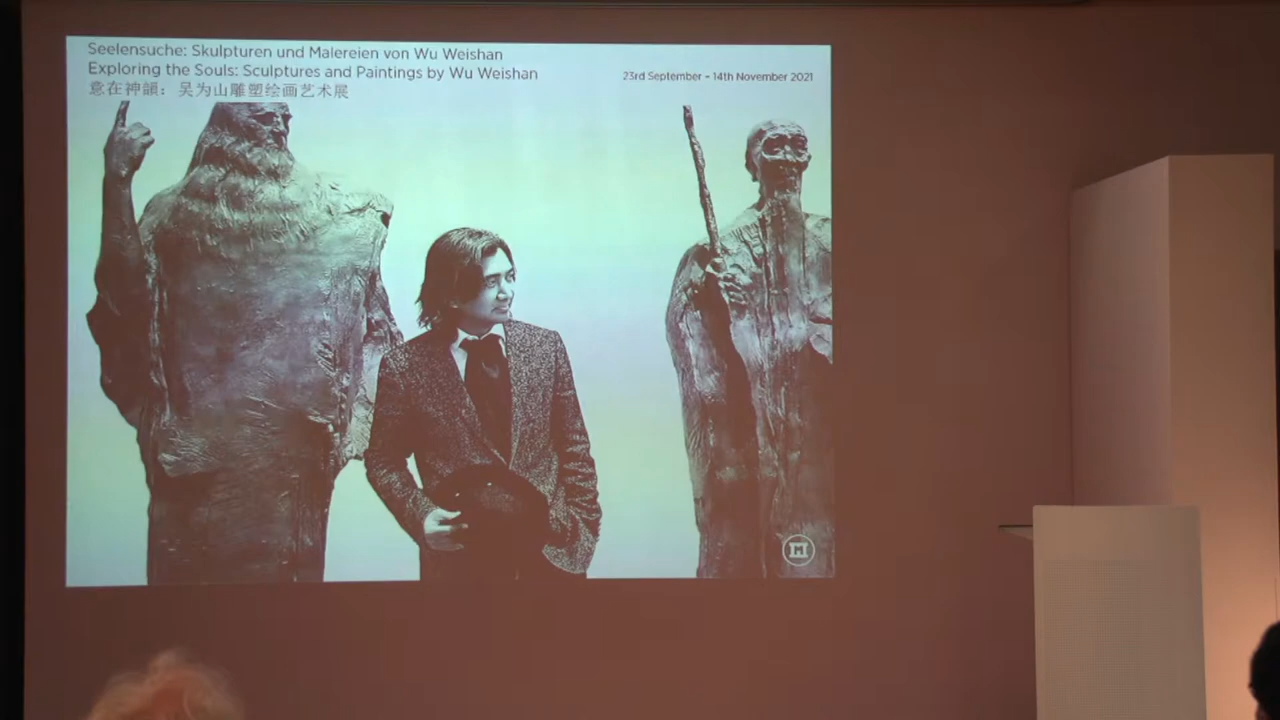 Seelensuche: Skulpturen und Malereien von Wu Weishan
Exploring the Souls: Sculptures and Paintings by Wu Weishan
23rd September - 14th November 2021
意在神韻：吴为山雕塑绘画艺术展